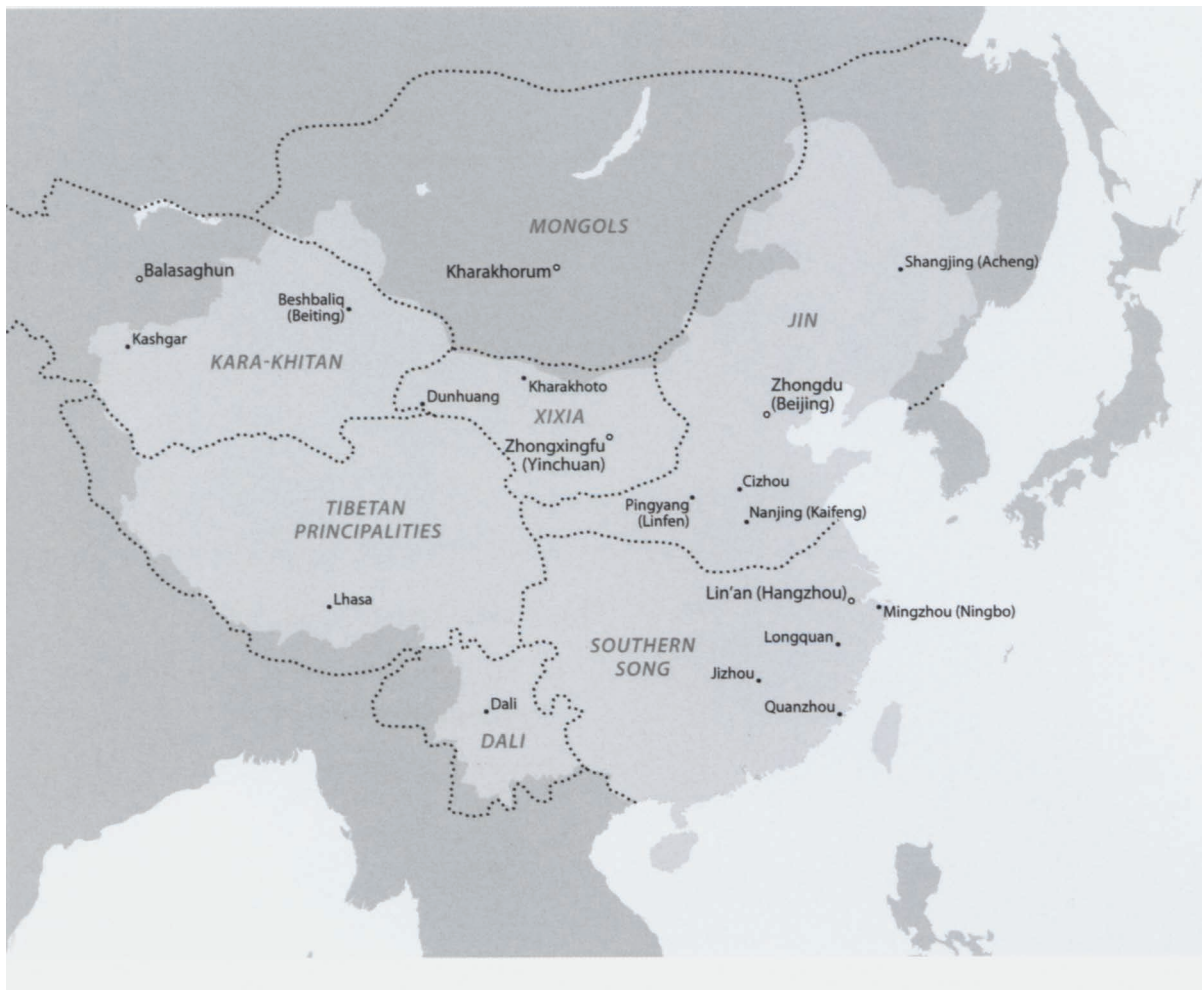 MONGOLS
Kharakhorum
Balasaghun
Shangjing (Acheng)
Beshbaliq
(Beiting)
JIN
Kashgar
KARA-KHITAN
Kharakhoto
Dunhuang
XIXIA
Zhongdu
(Beijing)
Zhongxingfu
(Yinchuan)
Cizhou
Pingyang
(Linfen)
Nanjing (Kaifeng)
TIBETAN
PRINCIPALITIES
Lhasa
Lin'an (Hangzhou)
Mingzhou (Ningbo)
Longquan
SOUTHERN
SONG
Jizhou
Quanzhou
Dali
DALI